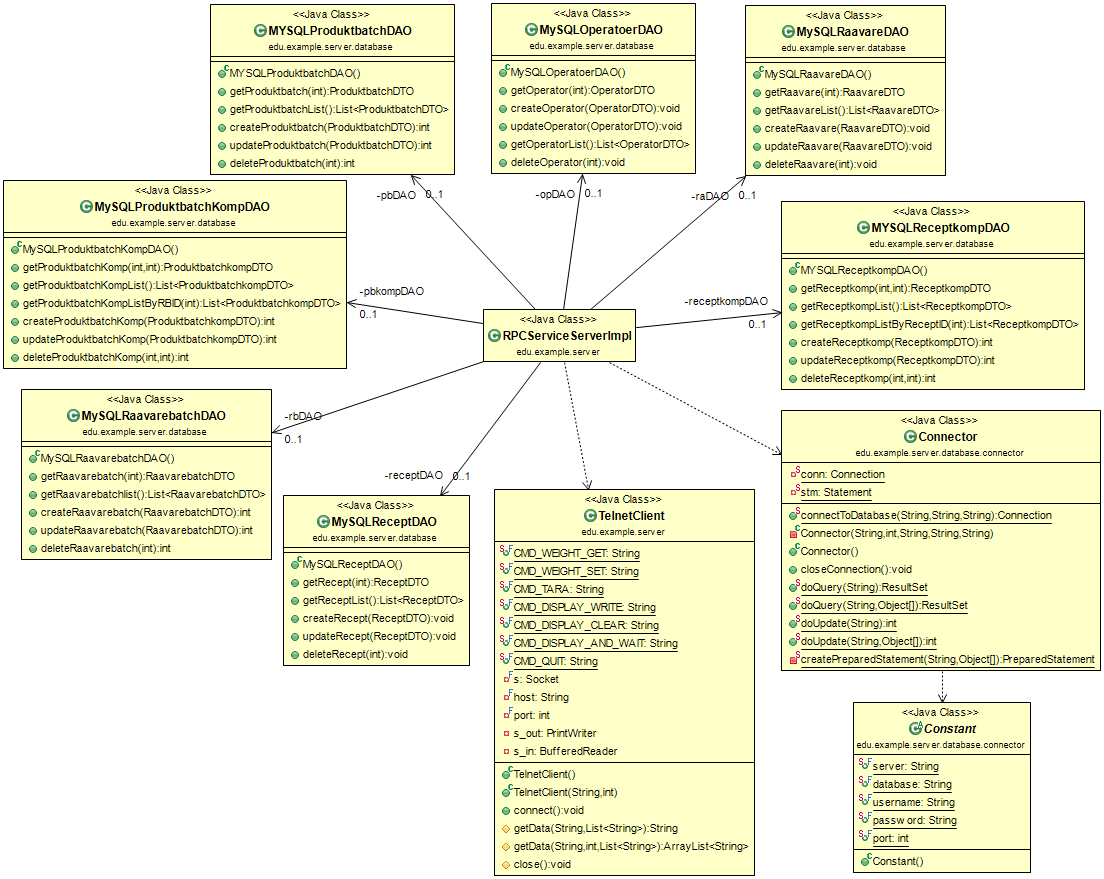 <<Java Class>>
MYSQLProduktbatchDAO
edu.example.server.database
MYSQLProduktbatchDAO()
getProduktbatch(int):ProduktbatchDTO
getProduktbatchList():List<ProduktbatchDTO>
createProduktbatch(ProduktbatchDTO):int
updateProduktbatch(ProduktbatchDTO):int
deleteProduktbatch(int):int
<<Java Class>>
MySQLOperatoerDAO
edu.example.server.database
MySQLOperatoerDAO()
getOperator(int):OperatorDTO
createOperator(OperatorDTO):void
updateOperator(OperatorDTO):void
getOperatorList():List<OperatorDTO>
deleteOperator(int):void
<<Java Class>>
MySQLRaavareDAO
edu.example.server.database
MySQLRaavareDAO()
getRaavare(int):RaavareDTO
getRaavareList():List<RaavareDTO>
createRaavare(RaavareDTO):void
updateRaavare(RaavareDTO):void
deleteRaavare(int):void
-pbDAO 0..1
-opDAO 0..1
-raDAO 0..1
<<Java Class>>
MySQLProduktbatchKompDAO
edu.example.server.database
MySQLProduktbatchKompDAO()
getProduktbatchKomp(int,int):ProduktbatchkompDTO
getProduktbatchKompList():List<ProduktbatchkompDTO>
getProduktbatchKompListByRBID(int):List<ProduktbatchkompDTO>
createProduktbatchKomp(ProduktbatchkompDTO):int
updateProduktbatchKomp(ProduktbatchkompDTO):int
deleteProduktbatchKomp(int,int):int
-pbkompDAO
0..1
<<Java Class>>
RPCServiceServerImpl
edu.example.server
-receptkompDAO
0..1
<<Java Class>>
MYSQLReceptkompDAO
edu.example.server.database
MYSQLReceptkompDAO()
getReceptkomp(int,int):ReceptkompDTO
getReceptkompList():List<ReceptkompDTO>
getReceptkompListByReceptID(int):List<ReceptkompDTO>
createReceptkomp(ReceptkompDTO):int
updateReceptkomp(ReceptkompDTO):int
deleteReceptkomp(int,int):int
<<Java Class>>
MySQLRaavarebatchDAO
edu.example.server.database
MySQLRaavarebatchDAO()
getRaavarebatch(int):RaavarebatchDTO
getRaavarebatchlist():List<RaavarebatchDTO>
createRaavarebatch(RaavarebatchDTO):int
updateRaavarebatch(RaavarebatchDTO):int
deleteRaavarebatch(int):int
-rbDAO
0..1
-receptDAO 0..1
<<Java Class>>
MySQLReceptDAO
edu.example.server.database
MySQLReceptDAO()
getRecept(int):ReceptDTO
getReceptList():List<ReceptDTO>
createRecept(ReceptDTO):void
updateRecept(ReceptDTO):void
deleteRecept(int):void
<<Java Class>>
TelnetClient
edu.example.server
CMD_WEIGHT_GET: String
CMD_WEIGHT_SET: String
CMD_TARA: String
CMD_DISPLAY_WRITE: String
CMD_DISPLAY_CLEAR: String
CMD_DISPLAY_AND_WAIT: String
CMD_QUIT: String
s: Socket
host: String
port: int
s_out: PrintWriter
s_in: BufferedReader
TelnetClient()
TelnetClient(String,int)
connect():void
getData(String,List<String>):String
getData(String,int,List<String>):ArrayList<String>
close():void
<<Java Class>>
Connector
edu.example.server.database.connector
conn: Connection
stm: Statement
connectToDatabase(String,String,String):Connection
Connector(String,int,String,String,String)
Connector()
closeConnection():void
doQuery(String):ResultSet
doQuery(String,Object[]):ResultSet
doUpdate(String):int
doUpdate(String,Object[]):int
createPreparedStatement(String,Object[]):PreparedStatement
<<Java Class>>
Constant
edu.example.server.database.connector
server: String
database: String
username: String
password: String
port: int
Constant()